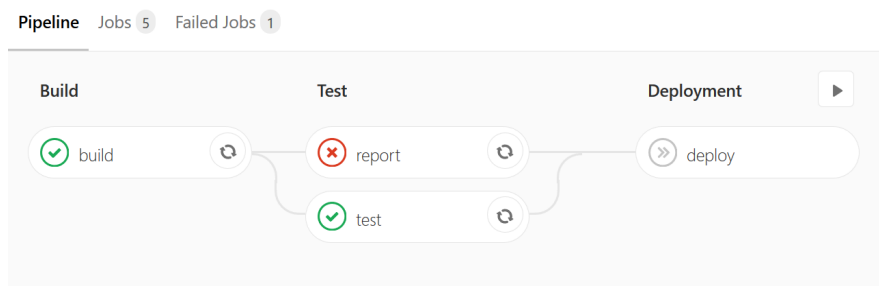 Pipeline Jobs 5 Failed Jobs 1
Build Test Deployment
build report deploy
test